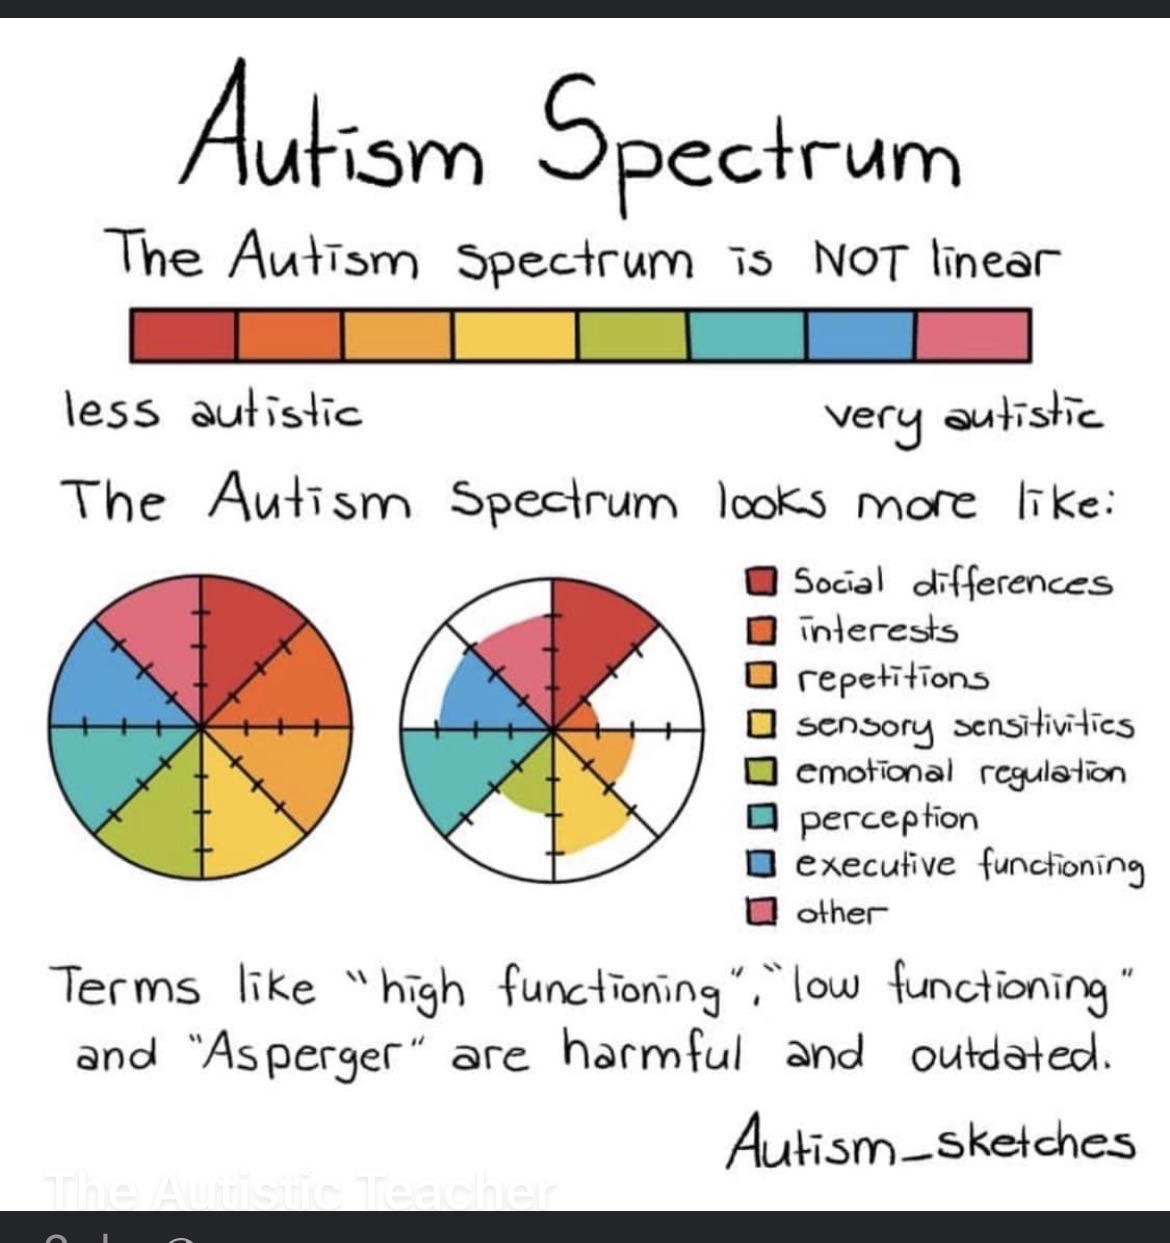 Autism Spectrum
The Autism Spectrum is NOT linear
less autistic
very autistic
The Autism Spectrum looks more like:
Social differences
interests
repetitions
sensory sensitivities
emotional regulation
perception
executive functioning
other
Terms like "high functioning", "low functioning"
and "Asperger" are harmful and outdated.
Autism_sketches
The Autistic Teacher